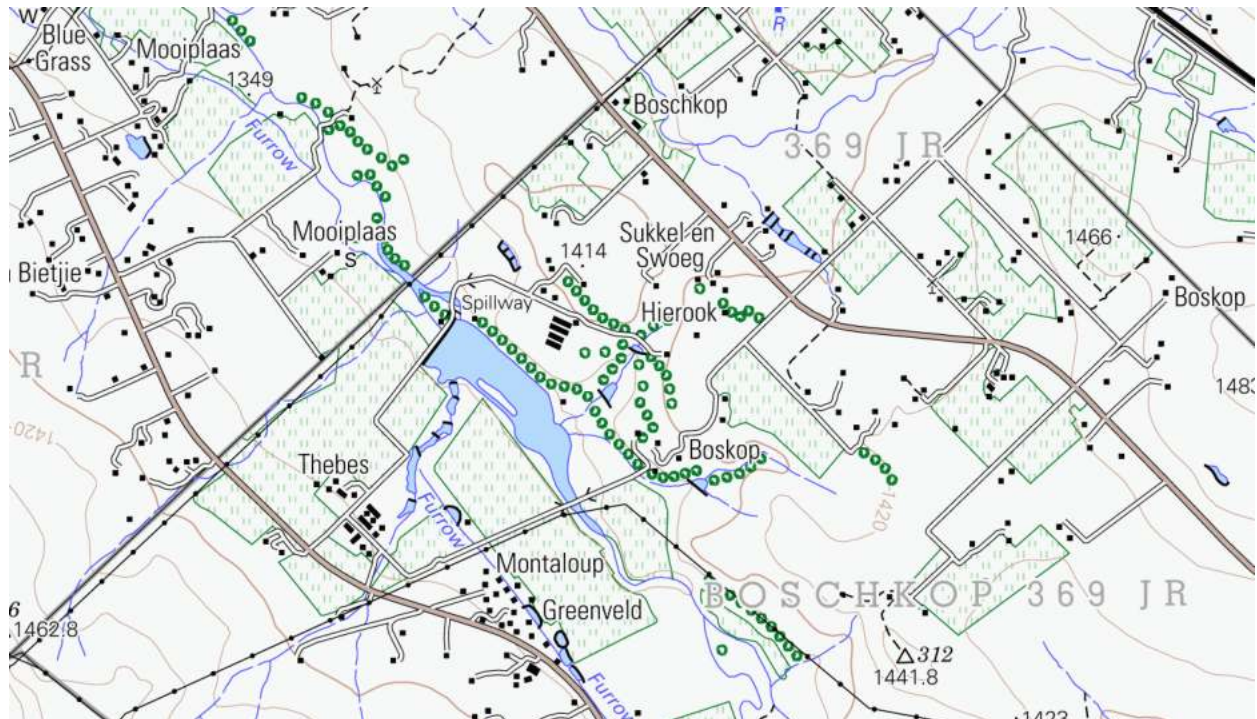 W
Blue
Grass
Mooiplaas
1349
Furrow
R
Boschkop
369 JR
Mooiplaas
S
1414
Sukkel en
Swoeg
1466
Bietjie
Spillway
Hierook
Boskop
R
1483
1420
Thebes
Boskop
1420
Furrow
Montaloup
BOSCHKOP 369 JR
Greenveld
6
1462.8
312
1441.8
Furrow
1423